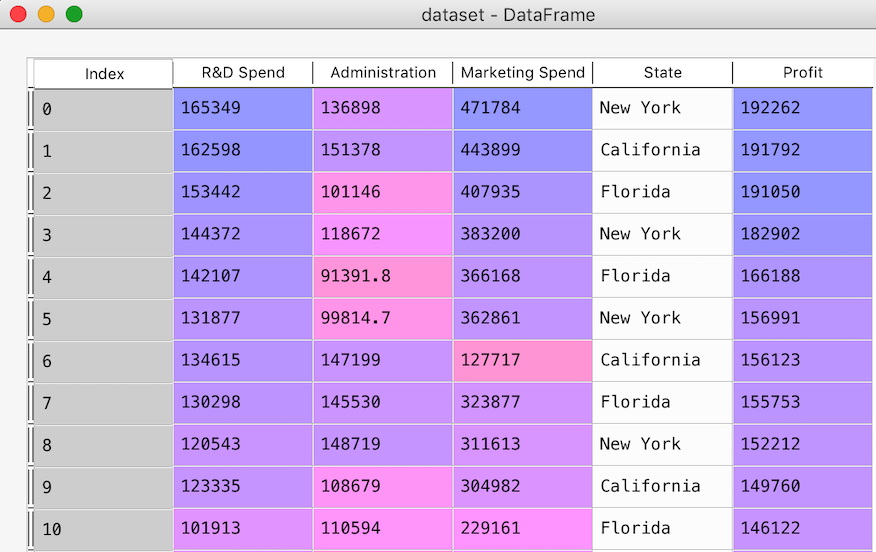 dataset - DataFrame
Index R&D Spend Administration Marketing Spend State Profit
0 165349 136898 471784 New York 192262
1 162598 151378 443899 California 191792
2 153442 101146 407935 Florida 191050
3 144372 118672 383200 New York 182902
4 142107 91391.8 366168 Florida 166188
5 131877 99814.7 362861 New York 156991
6 134615 147199 127717 California 156123
7 130298 145530 323877 Florida 155753
8 120543 148719 311613 New York 152212
9 123335 108679 304982 California 149760
10 101913 110594 229161 Florida 146122